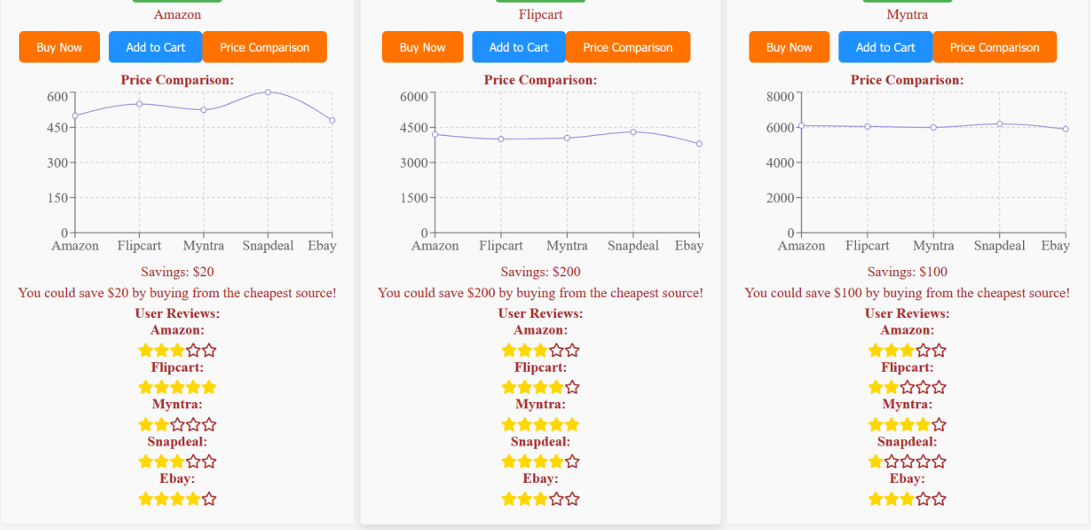 Amazon
Buy Now Add to Cart Price Comparison
Price Comparison:
600
450
300
150
0
Amazon Flipcart Myntra Snapdeal Ebay
Savings: $20
You could save $20 by buying from the cheapest source!
User Reviews:
Amazon:
Flipcart:
Myntra:
Snapdeal:
Ebay:
Flipcart
Buy Now Add to Cart Price Comparison
Price Comparison:
6000
4500
3000
1500
0
Amazon Flipcart Myntra Snapdeal Ebay
Savings: $200
You could save $200 by buying from the cheapest source!
User Reviews:
Amazon:
Flipcart:
Myntra:
Snapdeal:
Ebay:
Myntra
Buy Now Add to Cart Price Comparison
Price Comparison:
8000
6000
4000
2000
0
Amazon Flipcart Myntra Snapdeal Ebay
Savings: $100
You could save $100 by buying from the cheapest source!
User Reviews:
Amazon:
Flipcart:
Myntra:
Snapdeal:
Ebay: